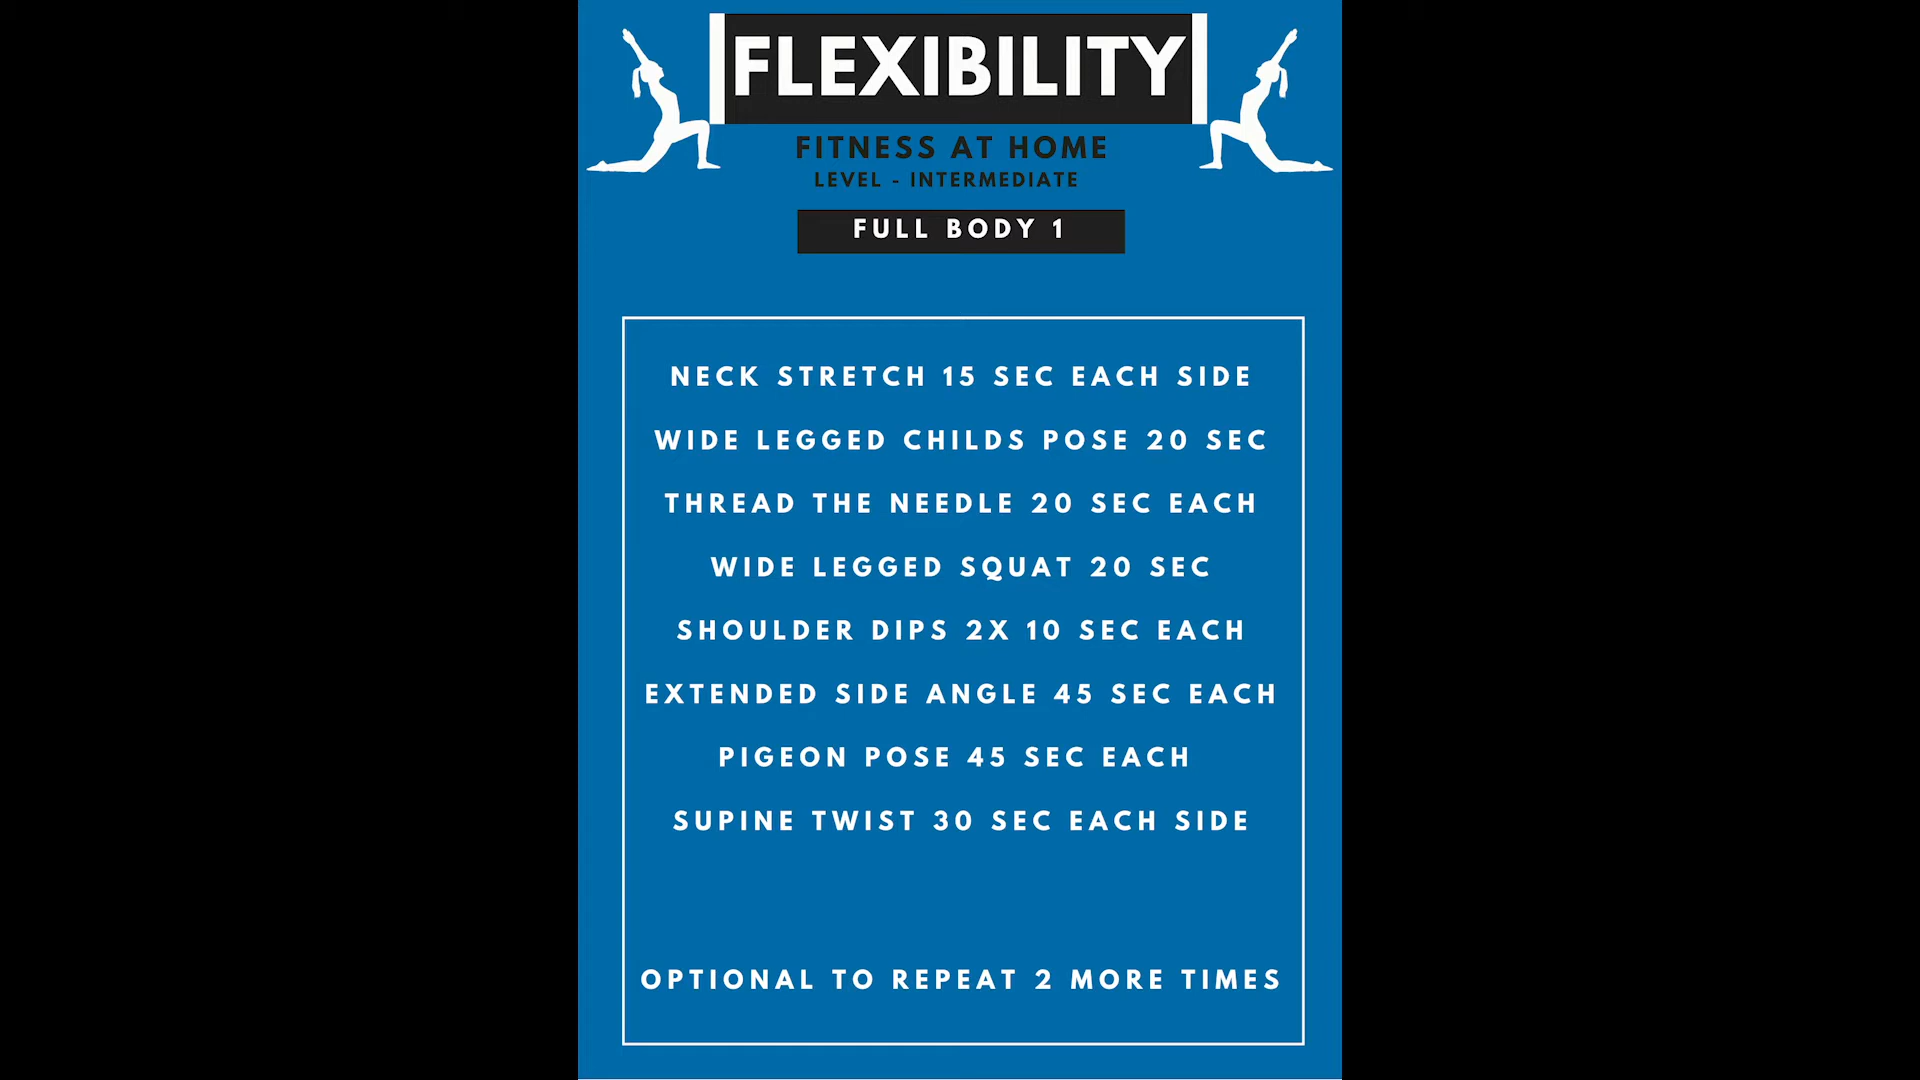 FLEXIBILITY
FITNESS AT HOME
LEVEL - INTERMEDIATE
FULL BODY 1
NECK STRETCH 15 SEC EACH SIDE
WIDE LEGGED CHILDS POSE 20 SEC
THREAD THE NEEDLE 20 SEC EACH
WIDE LEGGED SQUAT 20 SEC
SHOULDER DIPS 2X 10 SEC EACH
EXTENDED SIDE ANGLE 45 SEC EACH
PIGEON POSE 45 SEC EACH
SUPINE TWIST 30 SEC EACH SIDE
OPTIONAL TO REPEAT 2 MORE TIMES